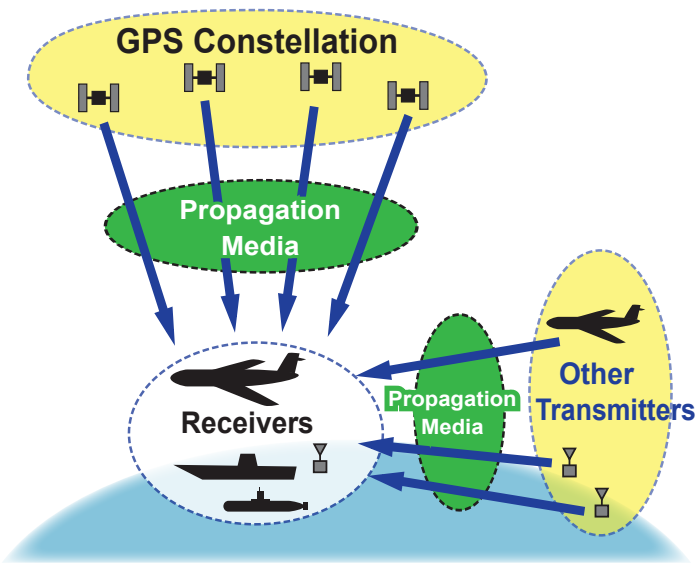 GPS Constellation
Propagation
Media
Receivers
Propagation
Media
Other
Transmitters